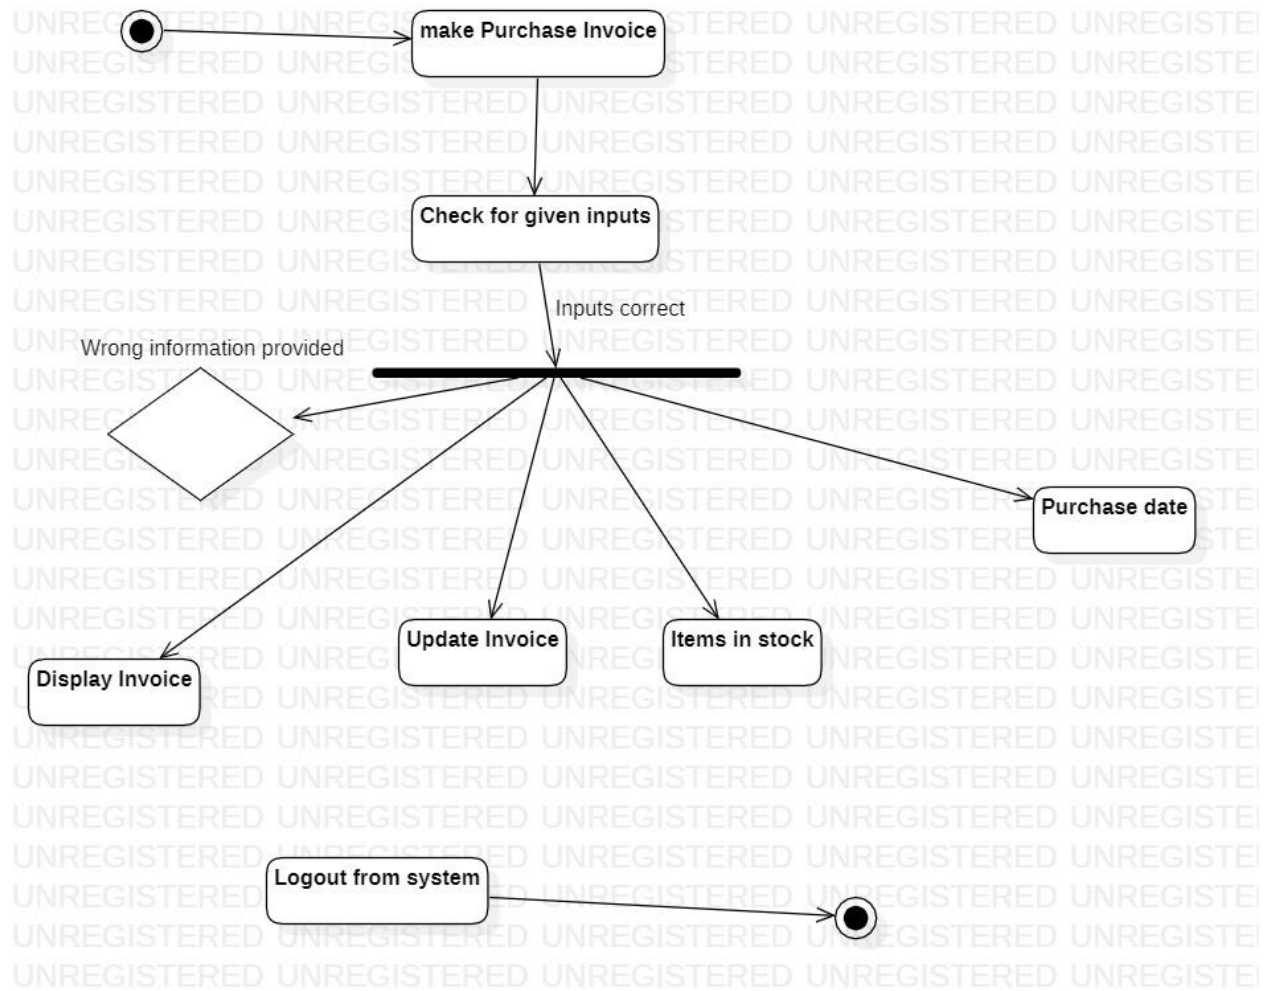 make Purchase Invoice
Check for given inputs
Inputs correct
Wrong information provided
Purchase date
Update Invoice
Items in stock
Display Invoice
Logout from system
UNREGISTERED